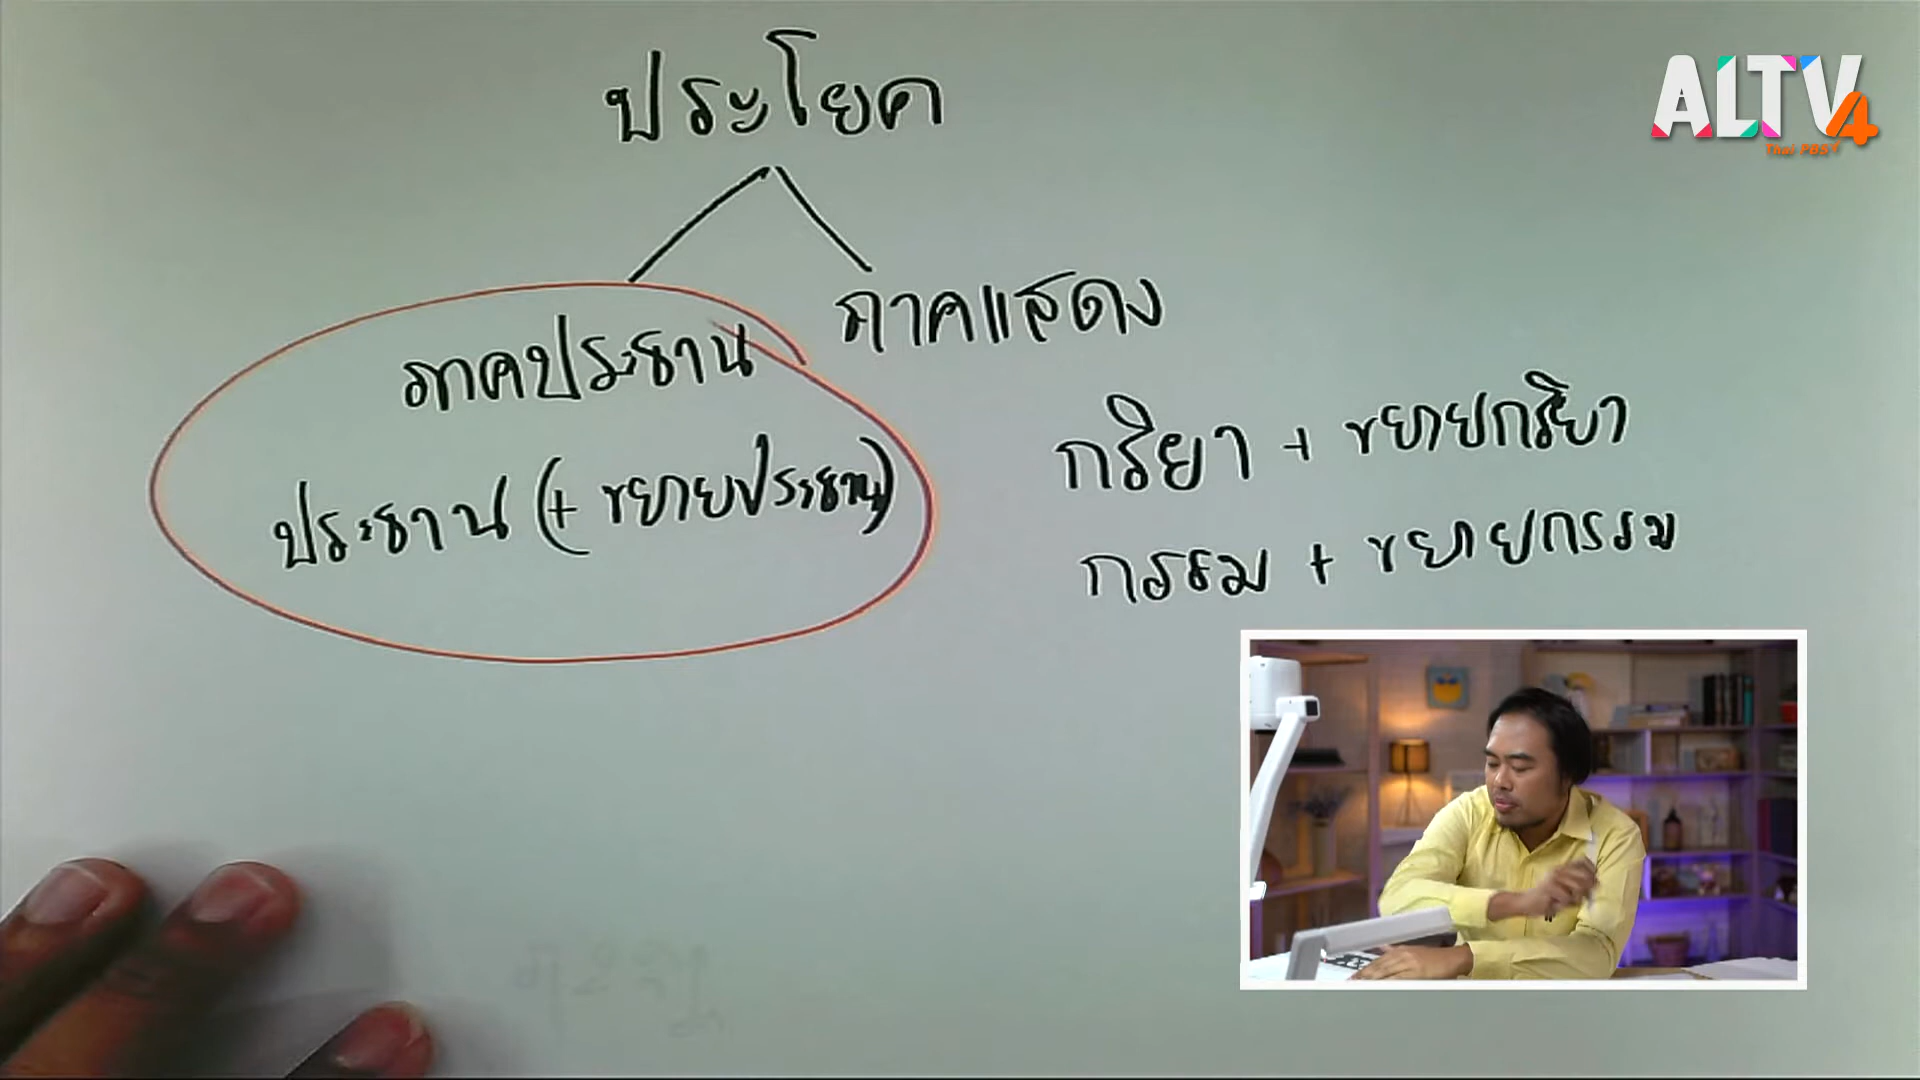 ALTV4
Thai PBS
ประโยค
ภาคประธาน
ภาคแสดง
ประธาน (+ ขยายประธาน)
กริยา + ขยายกริยา
กรรม + ขยายกรรม